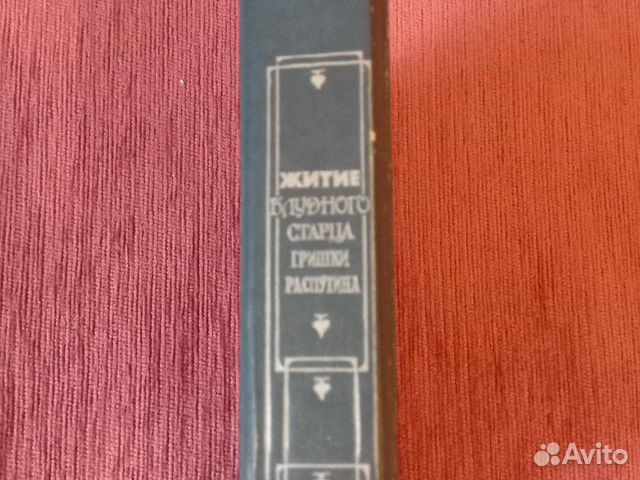 ЖИТИЕ
БЛУДНОГО
СТАРЦА
ГРИШКИ
РАСПУТИНА
Avito